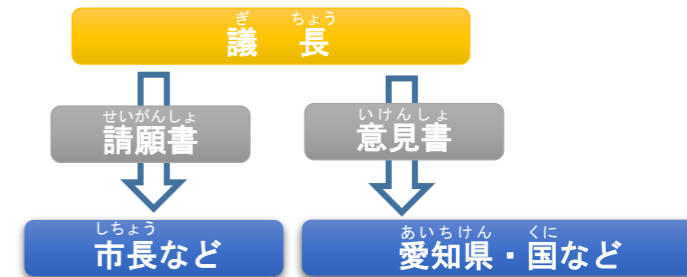 ぎ ちょう
議 長
せいがんしょ いけんしょ
請願書 意見書
しちょう あいちけん くに
市長など 愛知県・国など